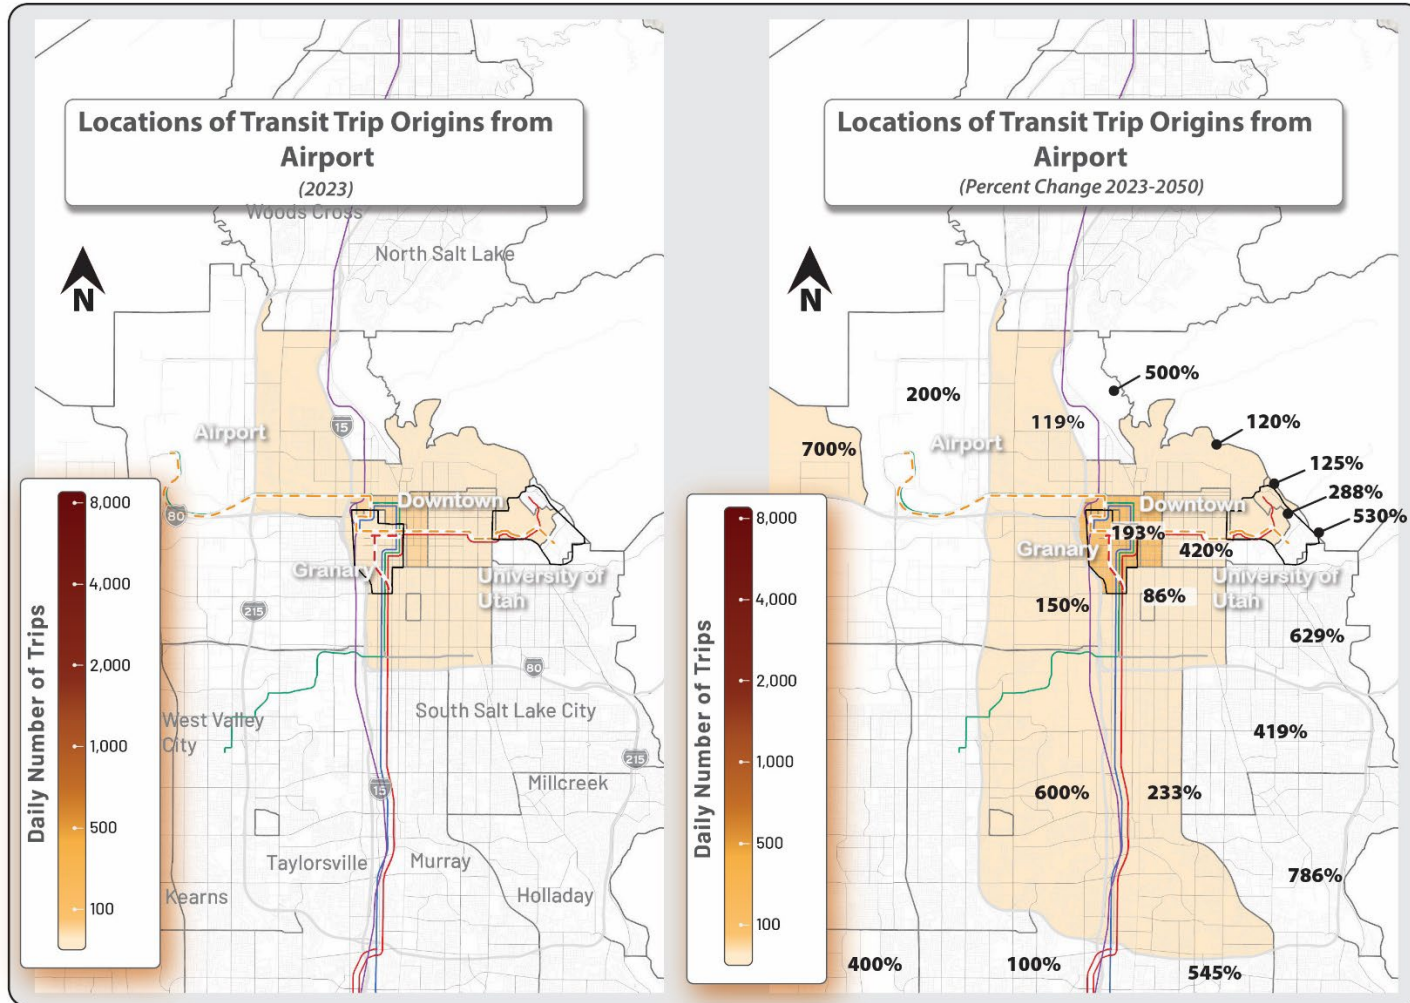 Locations of Transit Trip Origins from
Airport
(2023)
Woods Cross
North Salt Lake
N
15
Airport
Downtown
80
Granary
University of
Utah
215
80
West Valley
City
South Salt Lake City
215
15
Millcreek
Taylorsville
Murray
Kearns
Holladay
Daily Number of Trips
8,000
4,000
2,000
1,000
500
100
Locations of Transit Trip Origins from
Airport
(Percent Change 2023-2050)
N
500%
200%
119%
120%
Airport
700%
125%
288%
Downtown
530%
193%
Granary
420%
University of
Utah
86%
150%
629%
419%
600%
233%
786%
400%
100%
545%
Daily Number of Trips
8,000
4,000
2,000
1,000
500
100